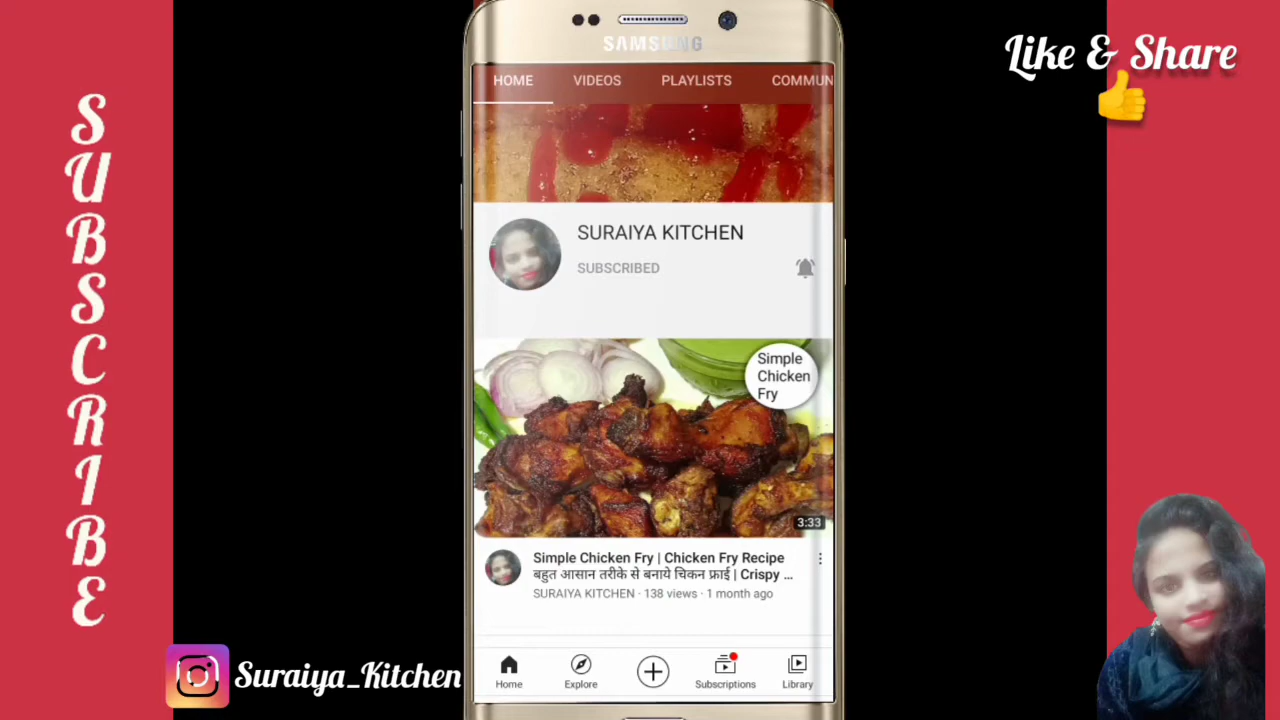 SUBSCRIBE
Like & Share
SAMSUNG
HOME VIDEOS PLAYLISTS COMMUN
SURAIYA KITCHEN
SUBSCRIBED
Simple
Chicken
Fry
3:33
Simple Chicken Fry | Chicken Fry Recipe
बहुत आसान तरीके से बनाये चिकन फ्राई | Crispy ...
SURAIYA KITCHEN · 138 views · 1 month ago
Home Explore Subscriptions Library
Suraiya_Kitchen